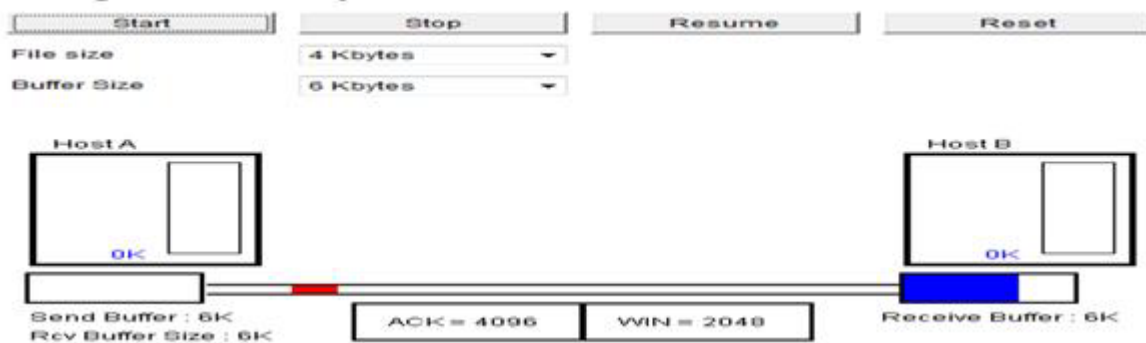 Start Stop Resume Reset
File size 4 Kbytes
Buffer Size 6 Kbytes
Host A Host B
0K 0K
Send Buffer : 6K ACK = 4096 WIN = 2048 Receive Buffer : 6K
Rcv Buffer Size : 6K